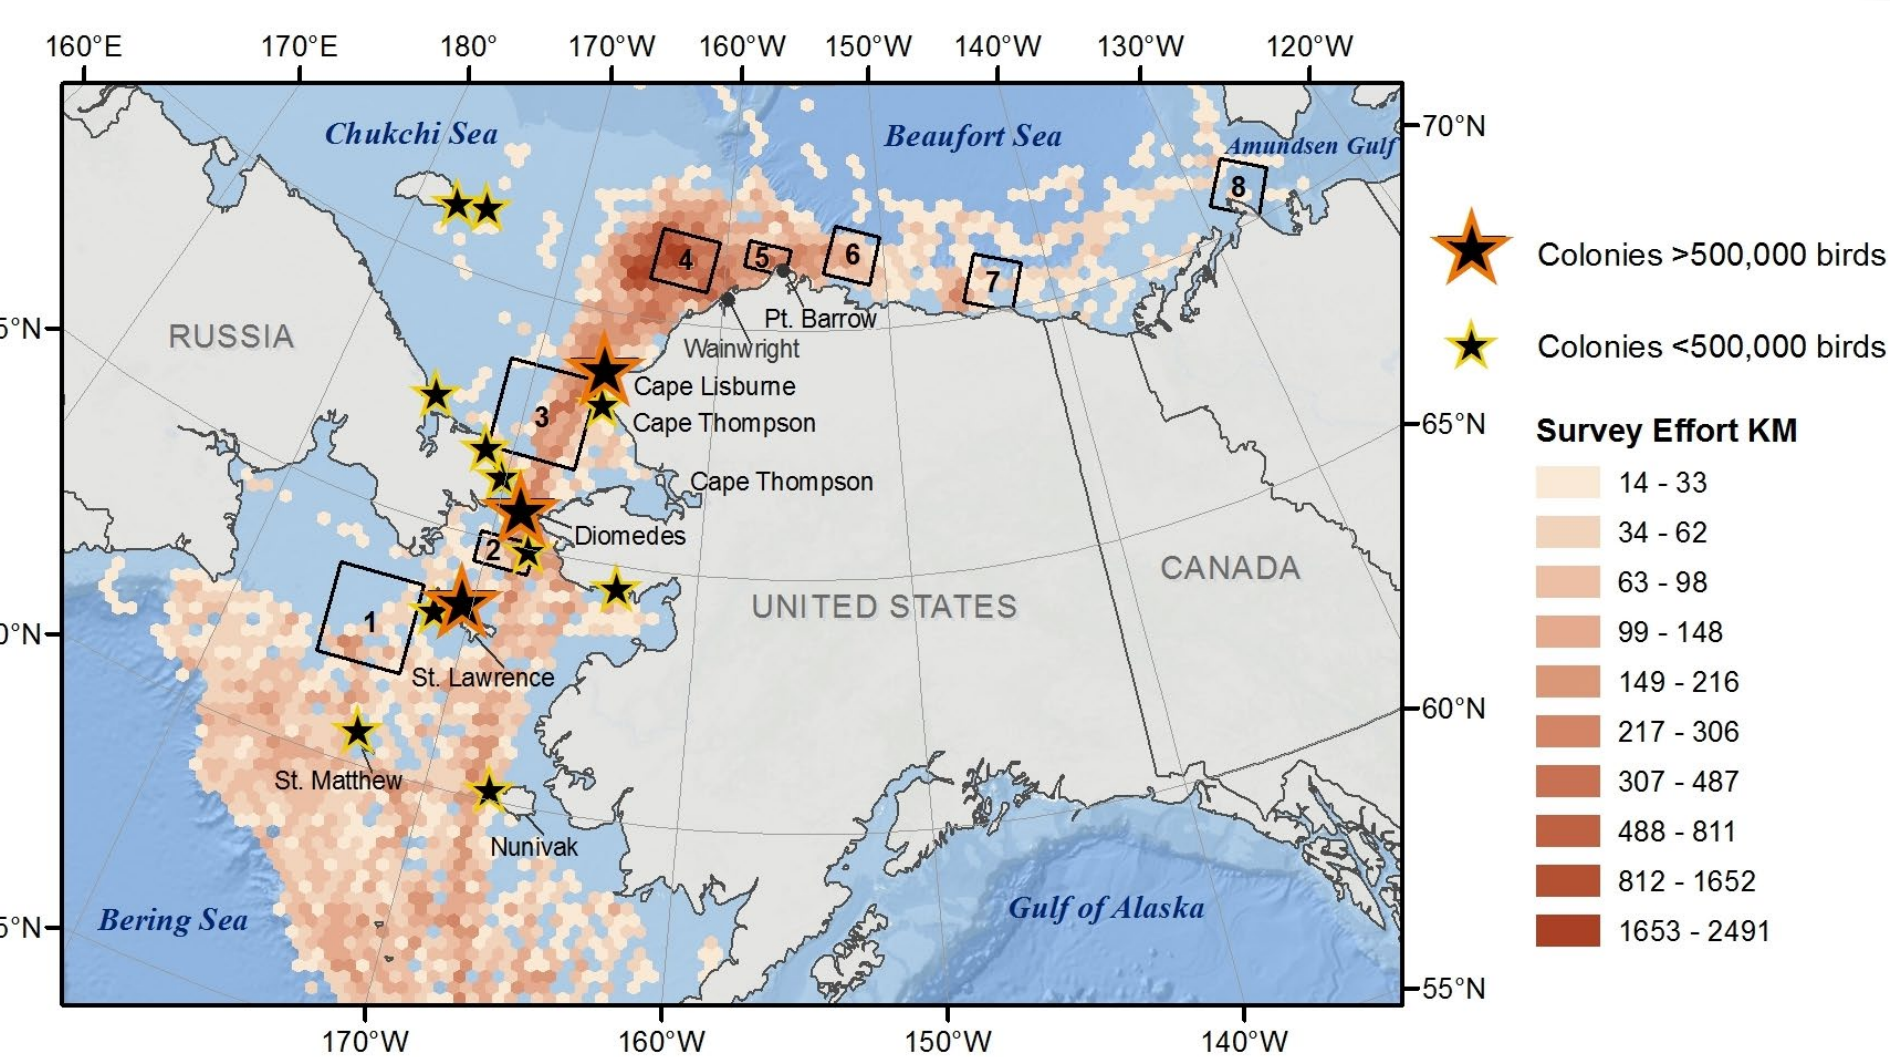 160°E 170°E 180° 170°W 160°W 150°W 140°W 130°W 120°W
Chukchi Sea
Beaufort Sea
Amundsen Gulf
70°N
8
4
5
6
7
Colonies >500,000 birds
RUSSIA
5°N
Pt. Barrow
Wainwright
Colonies <500,000 birds
Cape Lisburne
3
Cape Thompson
65°N
Survey Effort KM
Cape Thompson
14 - 33
34 - 62
Diomedes
2
CANADA
63 - 98
UNITED STATES
1
0°N
99 - 148
St. Lawrence
149 - 216
60°N
217 - 306
St. Matthew
307 - 487
Nunivak
488 - 811
812 - 1652
Bering Sea
Gulf of Alaska
5°N
1653 - 2491
55°N
170°W 160°W 150°W 140°W